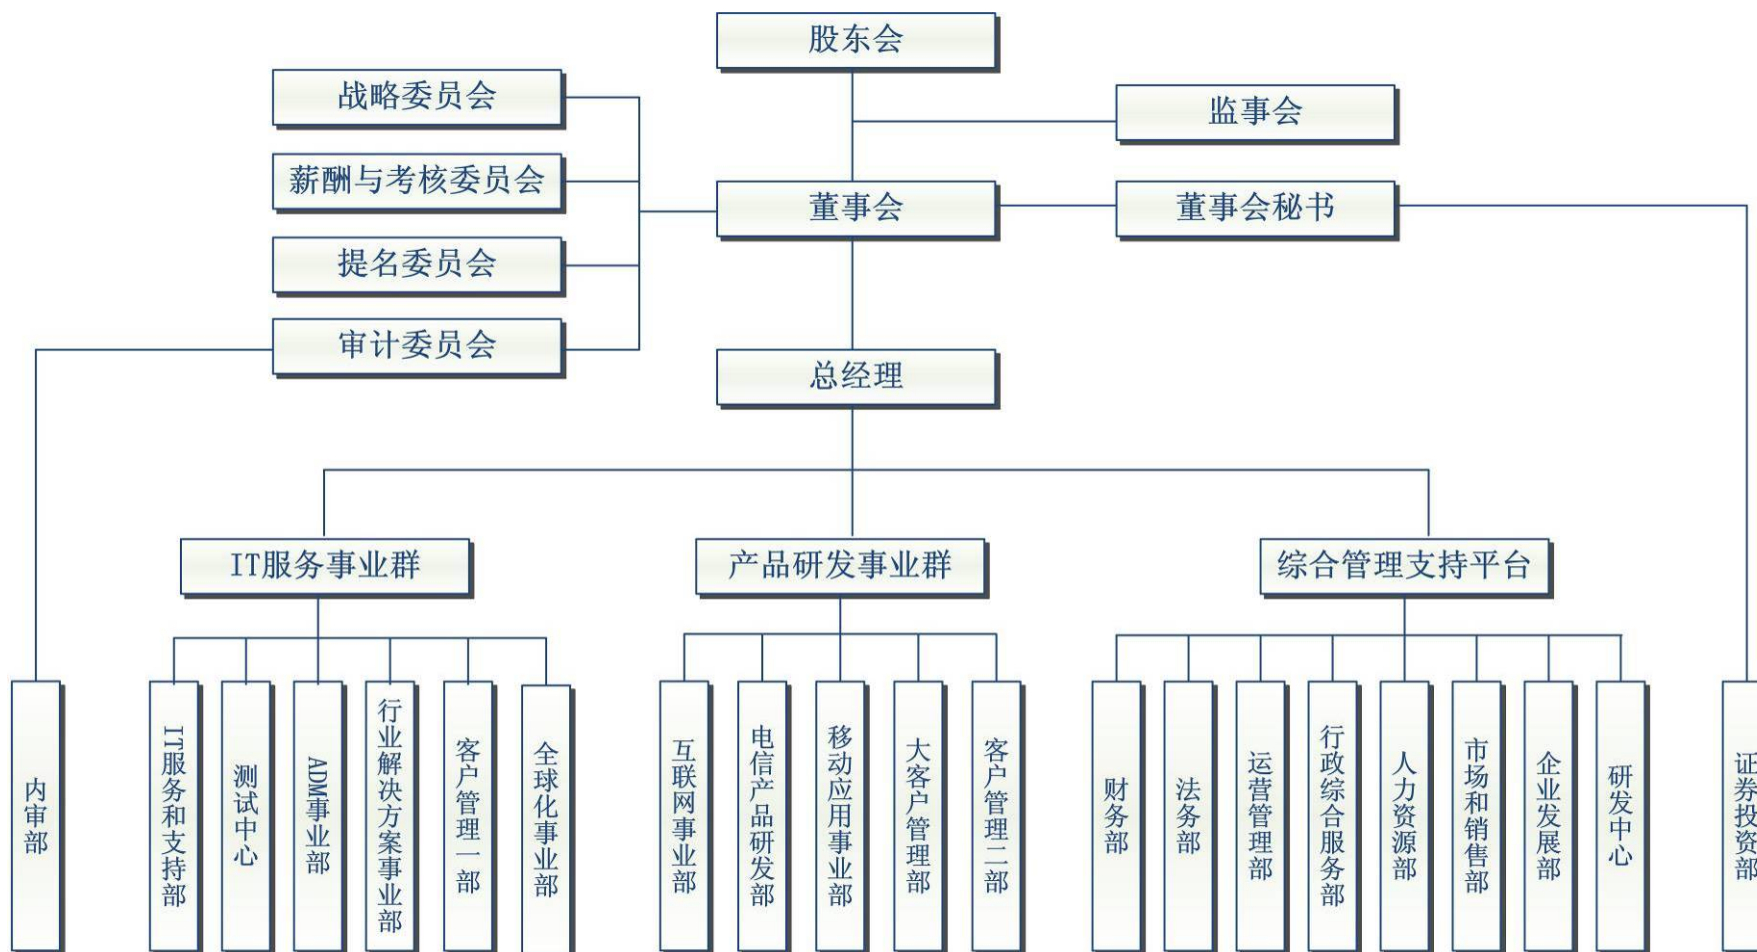 股东会
战略委员会
监事会
薪酬与考核委员会
董事会
董事会秘书
提名委员会
审计委员会
总经理
IT服务事业群
产品研发事业群
综合管理支持平台
内审部
IT服务和支持部
测试中心
ADM事业部
行业解决方案事业部
客户管理一部
全球化事业部
互联网事业部
电信产品研发部
移动应用事业部
大客户管理部
客户管理二部
财务部
法务部
运营管理部
行政综合服务部
人力资源部
市场和销售部
企业发展部
研发中心
证券投资部